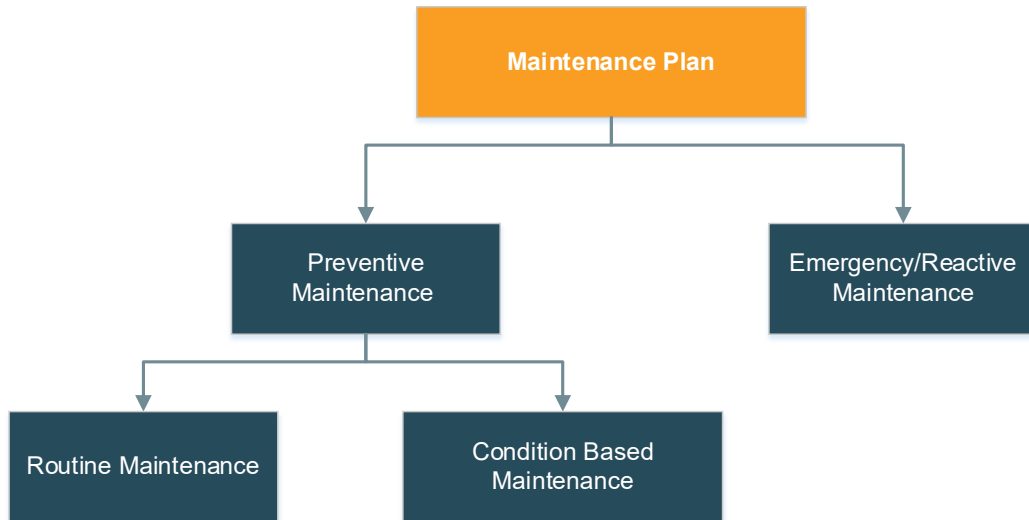 Maintenance Plan
Preventive
Maintenance
Emergency/Reactive
Maintenance
Routine Maintenance
Condition Based
Maintenance